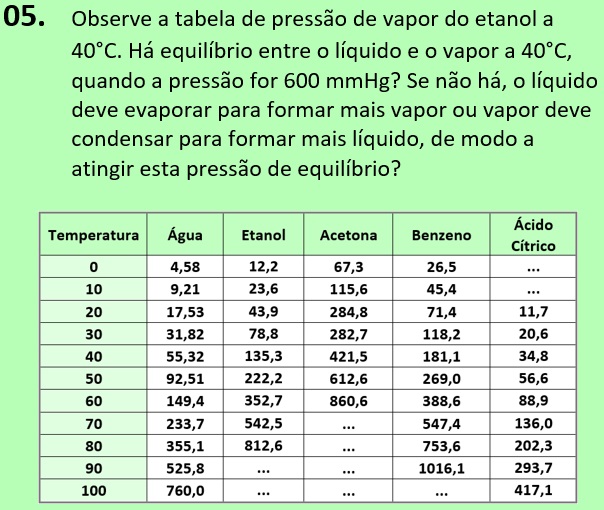 05. Observe a tabela de pressão de vapor do etanol a
40°C. Há equilíbrio entre o líquido e o vapor a 40°C,
quando a pressão for 600 mmHg? Se não há, o líquido
deve evaporar para formar mais vapor ou vapor deve
condensar para formar mais líquido, de modo a
atingir esta pressão de equilíbrio?
Temperatura Água Etanol Acetona Benzeno Ácido Cítrico
0 4,58 12,2 67,3 26,5 ...
10 9,21 23,6 115,6 45,4 ...
20 17,53 43,9 284,8 71,4 11,7
30 31,82 78,8 282,7 118,2 20,6
40 55,32 135,3 421,5 181,1 34,8
50 92,51 222,2 612,6 269,0 56,6
60 149,4 352,7 860,6 388,6 88,9
70 233,7 542,5 ... 547,4 136,0
80 355,1 812,6 ... 753,6 202,3
90 525,8 ... ... 1016,1 293,7
100 760,0 ... ... ... 417,1